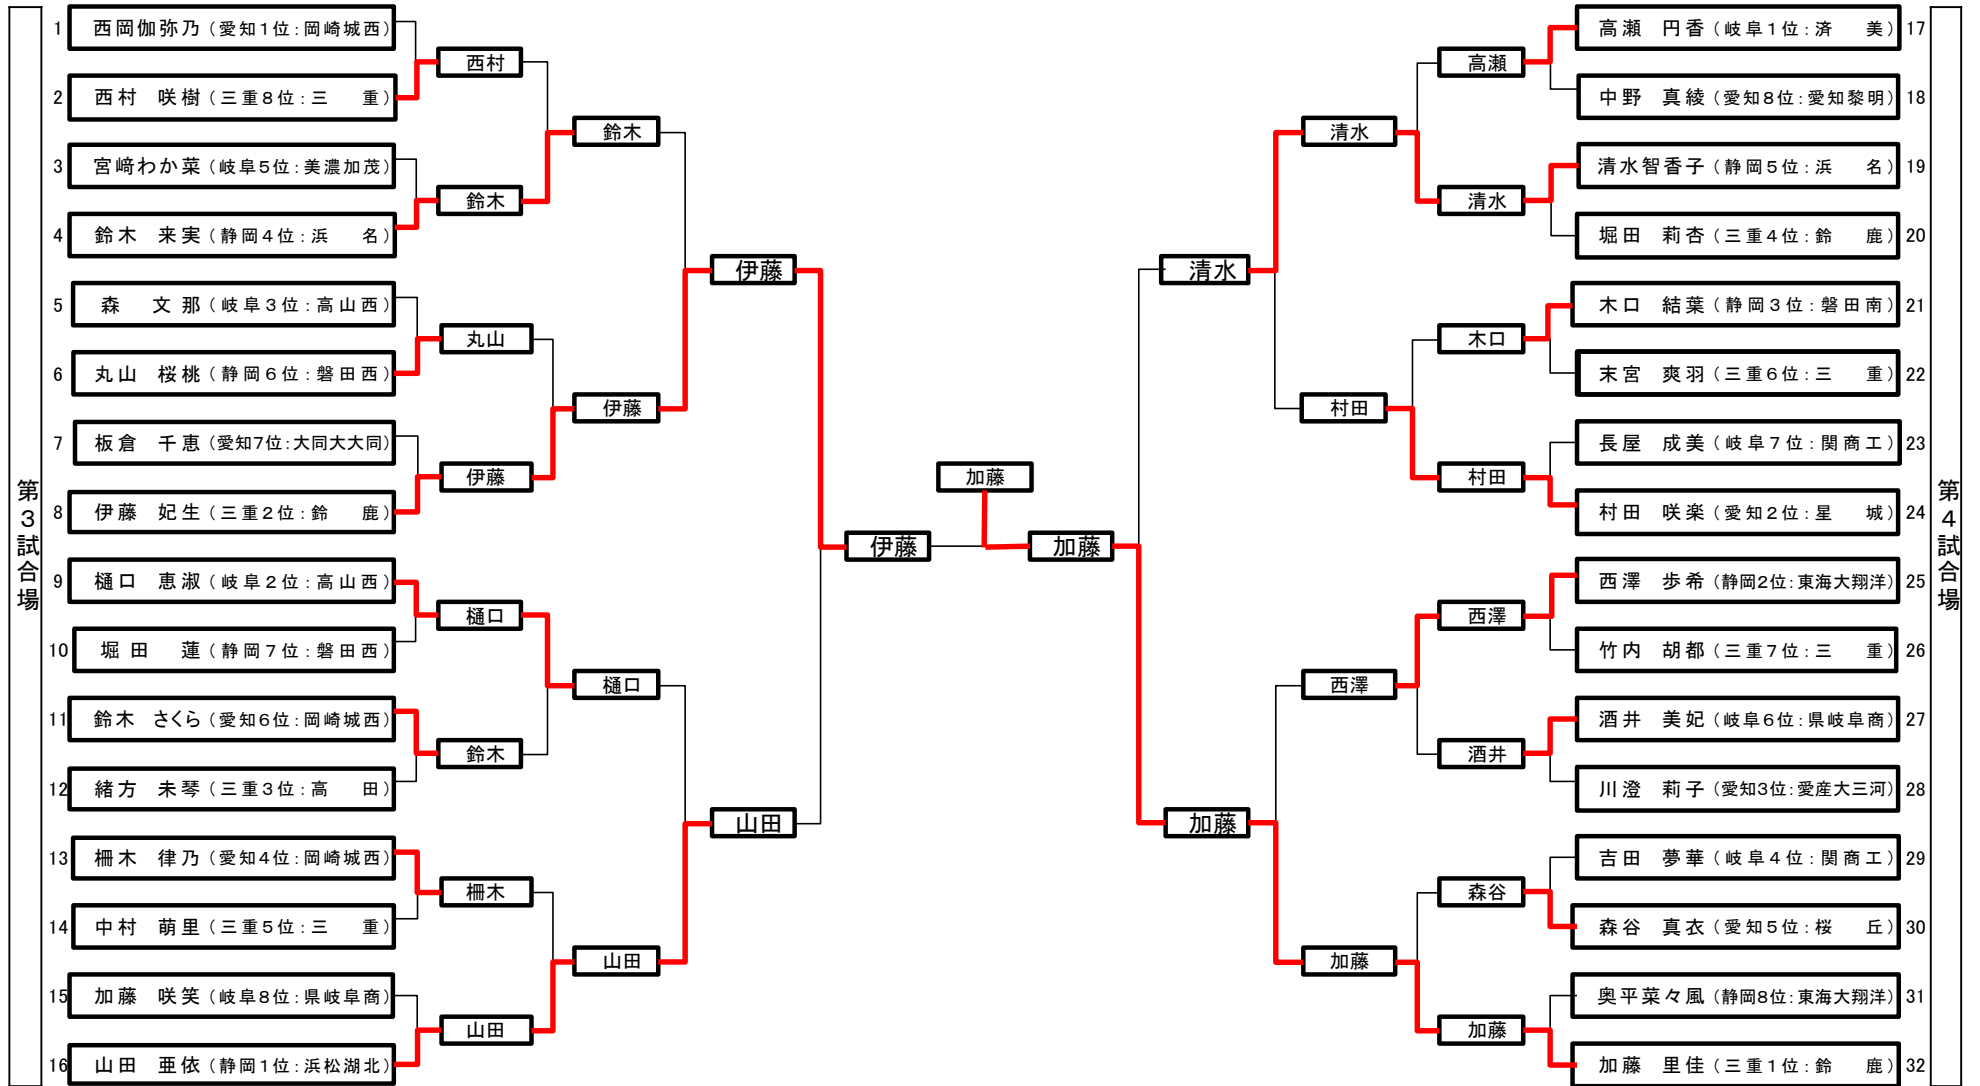 第3試合場
1 西岡伽弥乃(愛知1位:岡崎城西)
2 西村 咲樹(三重8位:三 重)
3 宮﨑わか菜(岐阜5位:美濃加茂)
4 鈴木 来実(静岡4位:浜 名)
5 森 文那(岐阜3位:高山西)
6 丸山 桜桃(静岡6位:磐田西)
7 板倉 千恵(愛知7位:大同大大同)
8 伊藤 妃生(三重2位:鈴 鹿)
9 樋口 恵淑(岐阜2位:高山西)
10 堀田 蓮(静岡7位:磐田西)
11 鈴木 さくら(愛知6位:岡崎城西)
12 緒方 未琴(三重3位:高 田)
13 柵木 律乃(愛知4位:岡崎城西)
14 中村 萌里(三重5位:三 重)
15 加藤 咲笑(岐阜8位:県岐阜商)
16 山田 亜依(静岡1位:浜松湖北)
西村
鈴木
丸山
伊藤
樋口
鈴木
柵木
山田
鈴木
伊藤
樋口
山田
伊藤
山田
伊藤
加藤
加藤
清水
加藤
清水
村田
西澤
加藤
高瀬
清水
木口
村田
西澤
酒井
森谷
加藤
高瀬 円香(岐阜1位:済 美) 17
中野 真綾(愛知8位:愛知黎明) 18
清水智香子(静岡5位:浜 名) 19
堀田 莉杏(三重4位:鈴 鹿) 20
木口 結葉(静岡3位:磐田南) 21
末宮 爽羽(三重6位:三 重) 22
長屋 成美(岐阜7位:関商工) 23
村田 咲楽(愛知2位:星 城) 24
西澤 歩希(静岡2位:東海大翔洋) 25
竹内 胡都(三重7位:三 重) 26
酒井 美妃(岐阜6位:県岐阜商) 27
川澄 莉子(愛知3位:愛産大三河) 28
吉田 夢華(岐阜4位:関商工) 29
森谷 真衣(愛知5位:桜 丘) 30
奥平菜々風(静岡8位:東海大翔洋) 31
加藤 里佳(三重1位:鈴 鹿) 32
第4試合場